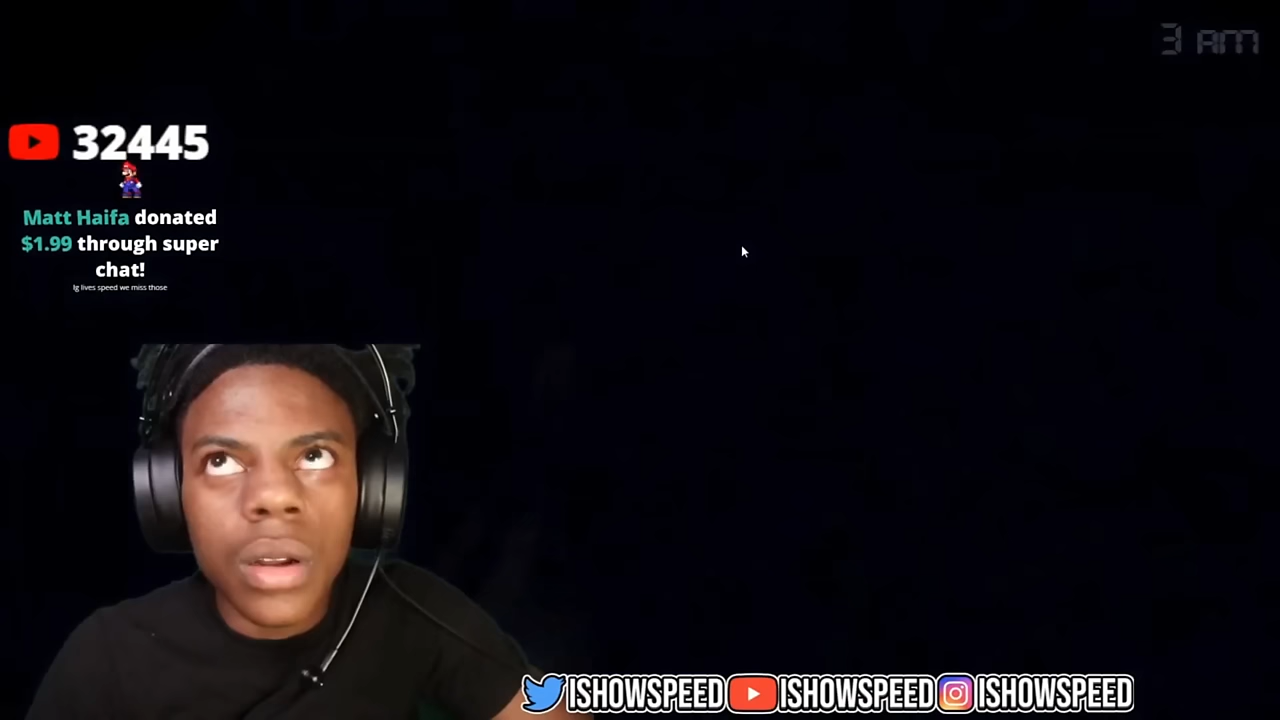 3 AM
32445
Matt Haifa donated
$1.99 through super
chat!
Ig lives speed we miss those
ISHOWSPEED ISHOWSPEED ISHOWSPEED